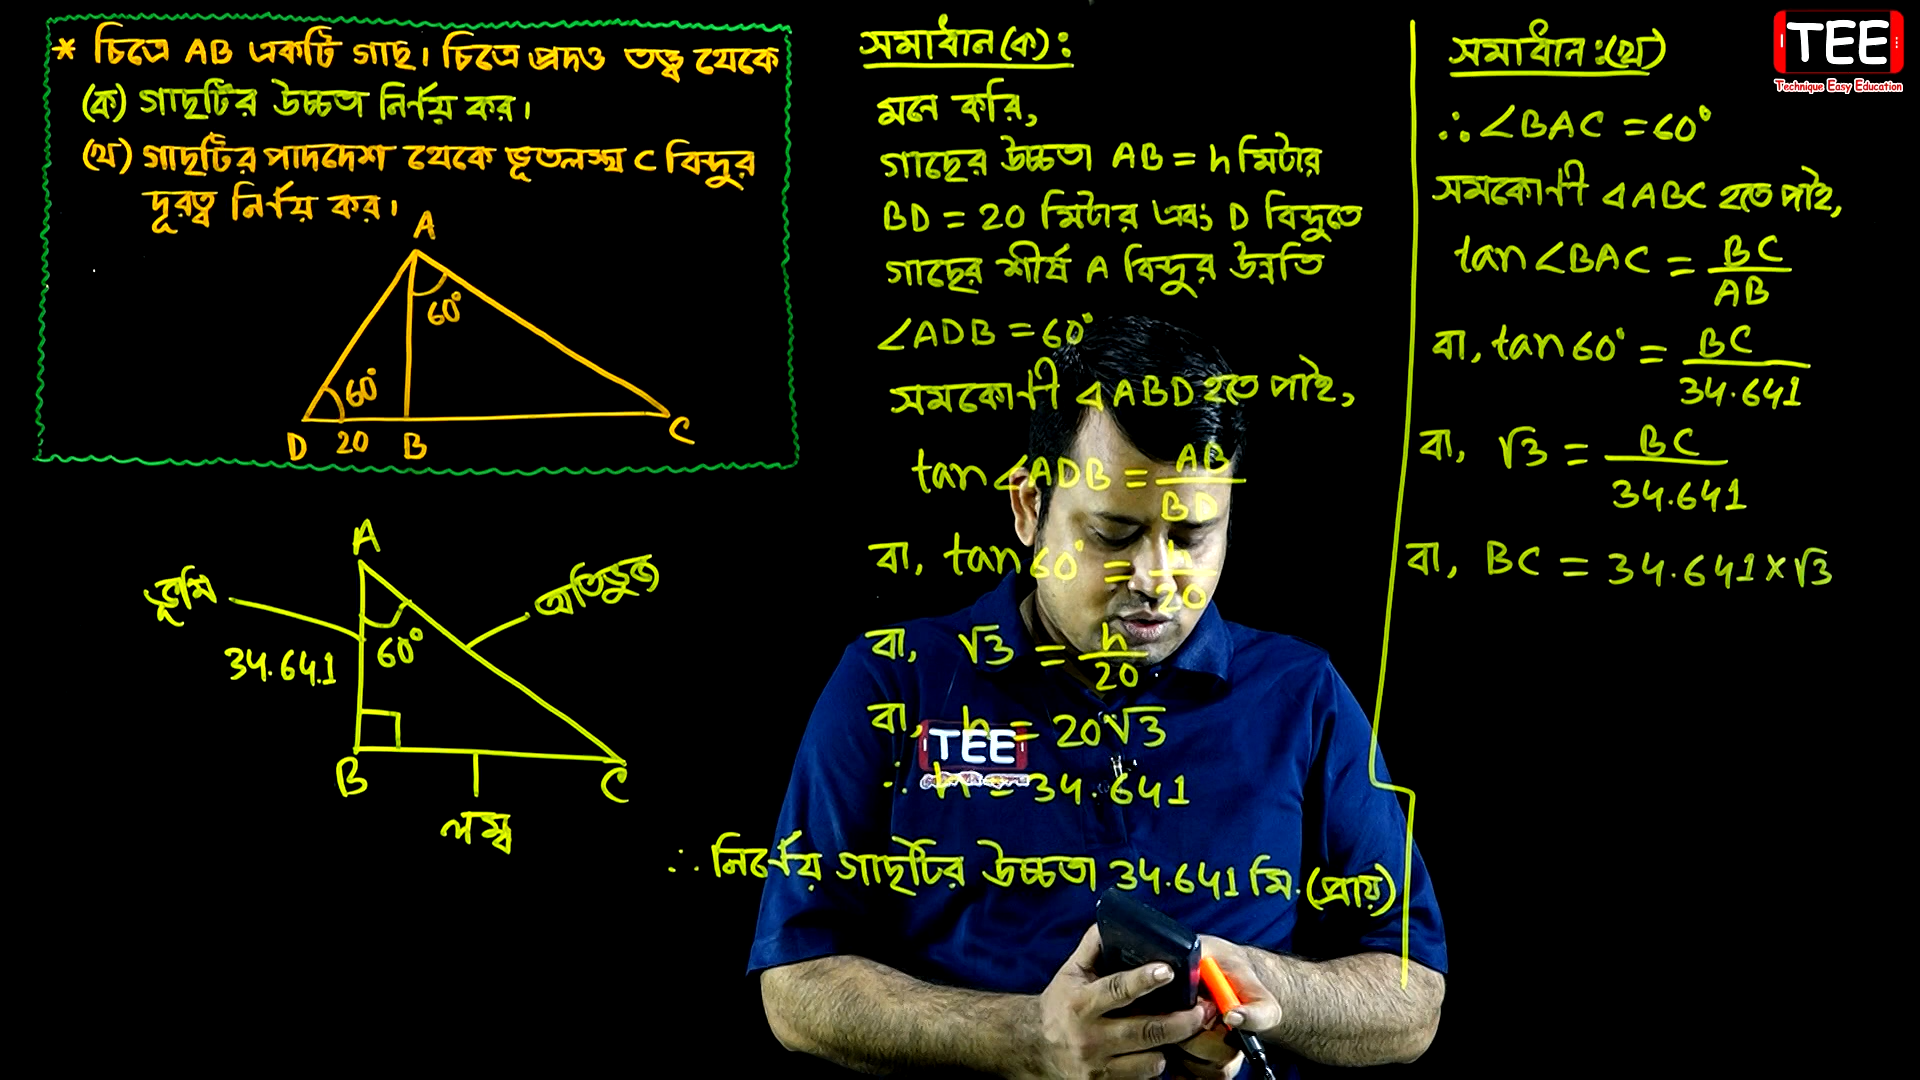 * চিত্রে AB একটি গাছ। চিত্রে প্রদত্ত তত্ত্ব থেকে
(ক) গাছটির উচ্চতা নির্ণয় কর।
(খ) গাছটির পাদদেশ থেকে ভূতলস্থ C বিন্দুর
দূরত্ব নির্ণয় কর।
A
60°
60°
D 20 B C
A
ভূমি
অতিভুজ
60°
34.641
B C
লম্ব
সমাধান (ক) :
মনে করি,
গাছের উচ্চতা AB = h মিটার
BD = 20 মিটার এবং D বিন্দুতে
গাছের শীর্ষ A বিন্দুর উন্নতি
∠ADB = 60°
সমকোণী ⊿ABD হতে পাই,
tan∠ADB = AB/BD
বা, tan60° = h/20
বা, √3 = h/20
বা, h = 20√3
∴ h = 34.641
∴ নির্ণেয় গাছটির উচ্চতা 34.641 মি. (প্রায়)
সমাধান :(খ)
∴ ∠BAC = 60°
সমকোণী ⊿ABC হতে পাই,
tan∠BAC = BC/AB
বা, tan60° = BC/34.641
বা, √3 = BC/34.641
বা, BC = 34.641×√3
TEE
Technique Easy Education
TEE